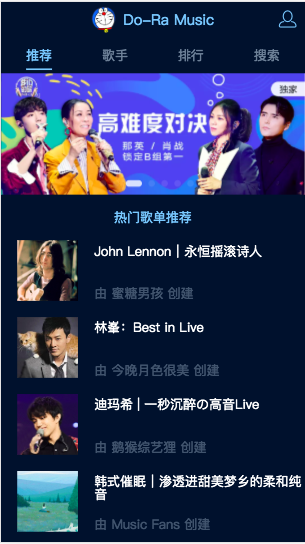 Do-Ra Music
推荐
歌手
排行
搜索
独家
高难度对决
那英 / 肖战
锁定B组第一
热门歌单推荐
John Lennon｜永恒摇滚诗人
由 蜜糖男孩 创建
林峯：Best in Live
由 今晚月色很美 创建
迪玛希 | 一秒沉醉の高音Live
由 鹅猴综艺狸 创建
韩式催眠｜渗透进甜美梦乡的柔和纯
音
由 Music Fans 创建